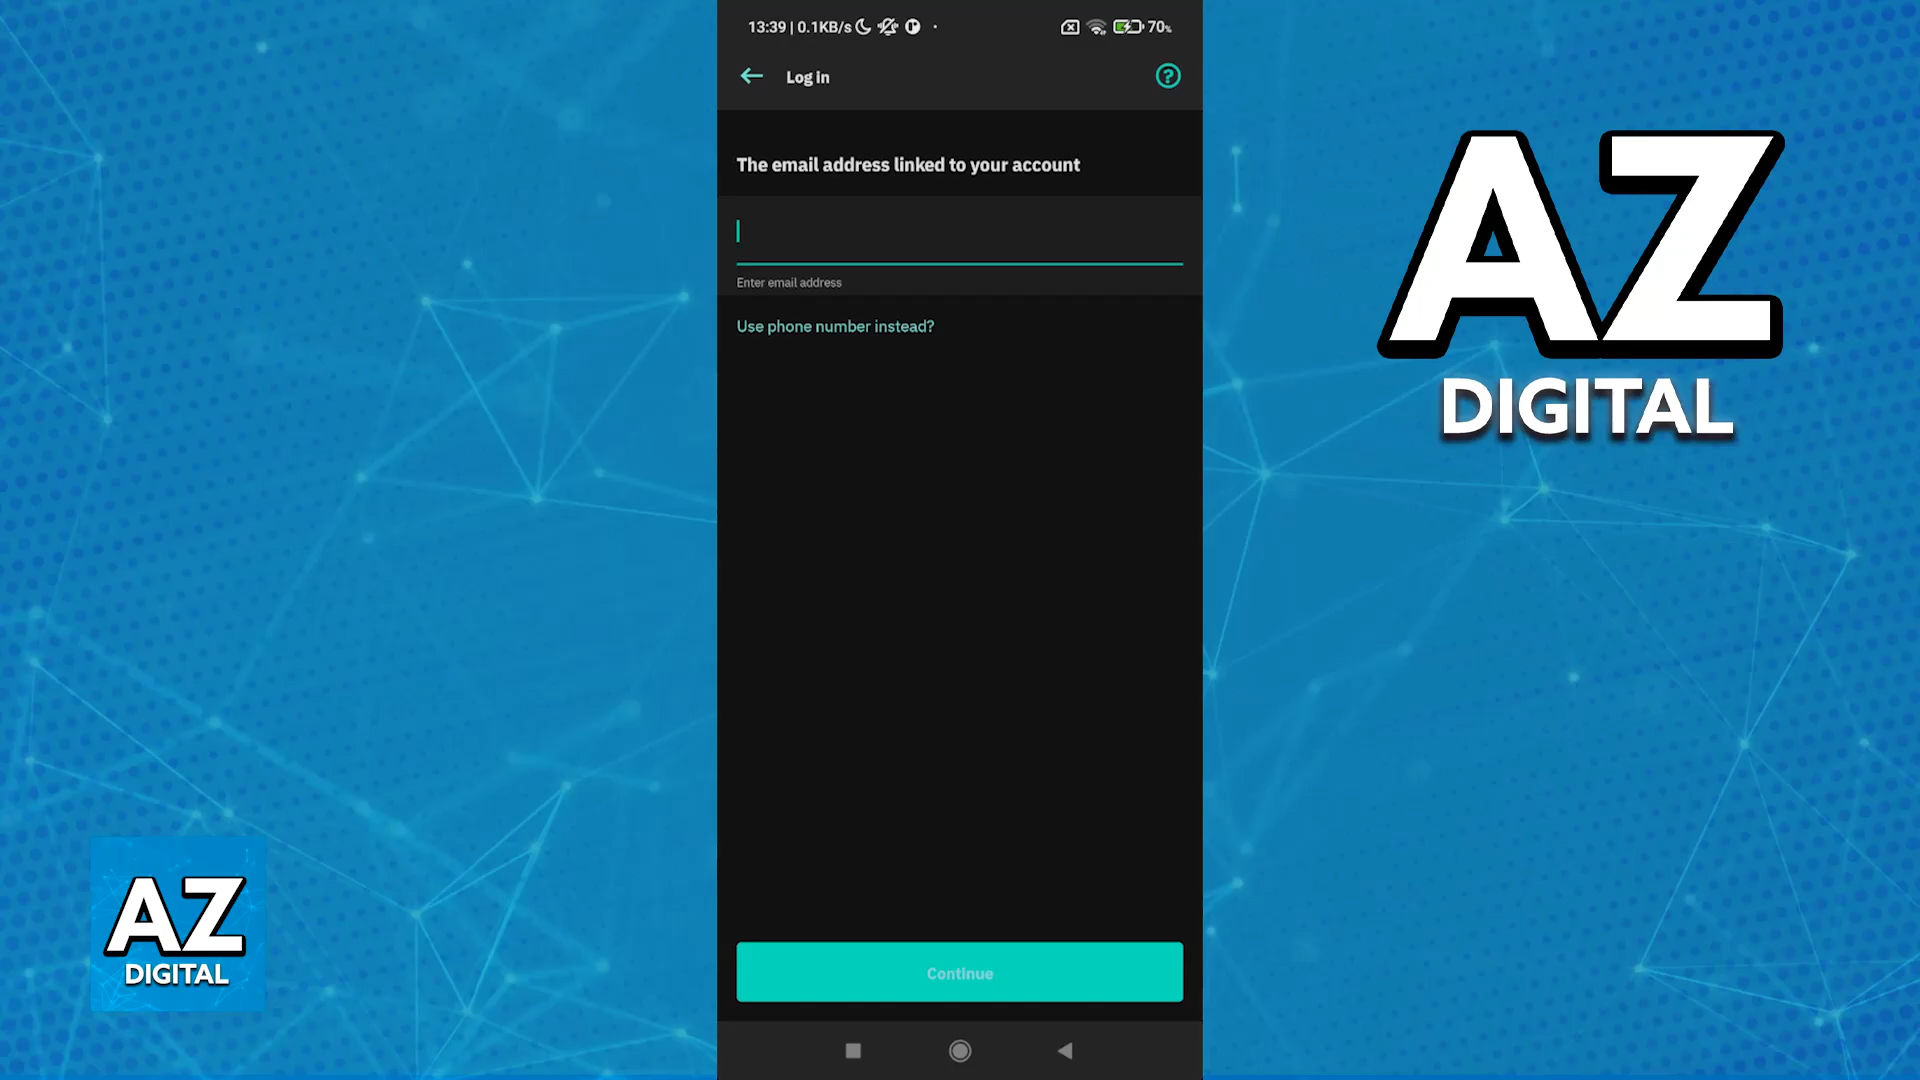 13:39 | 0.1KB/s
70%
Log in
The email address linked to your account
Enter email address
Use phone number instead?
Continue
AZ
DIGITAL
AZ
DIGITAL